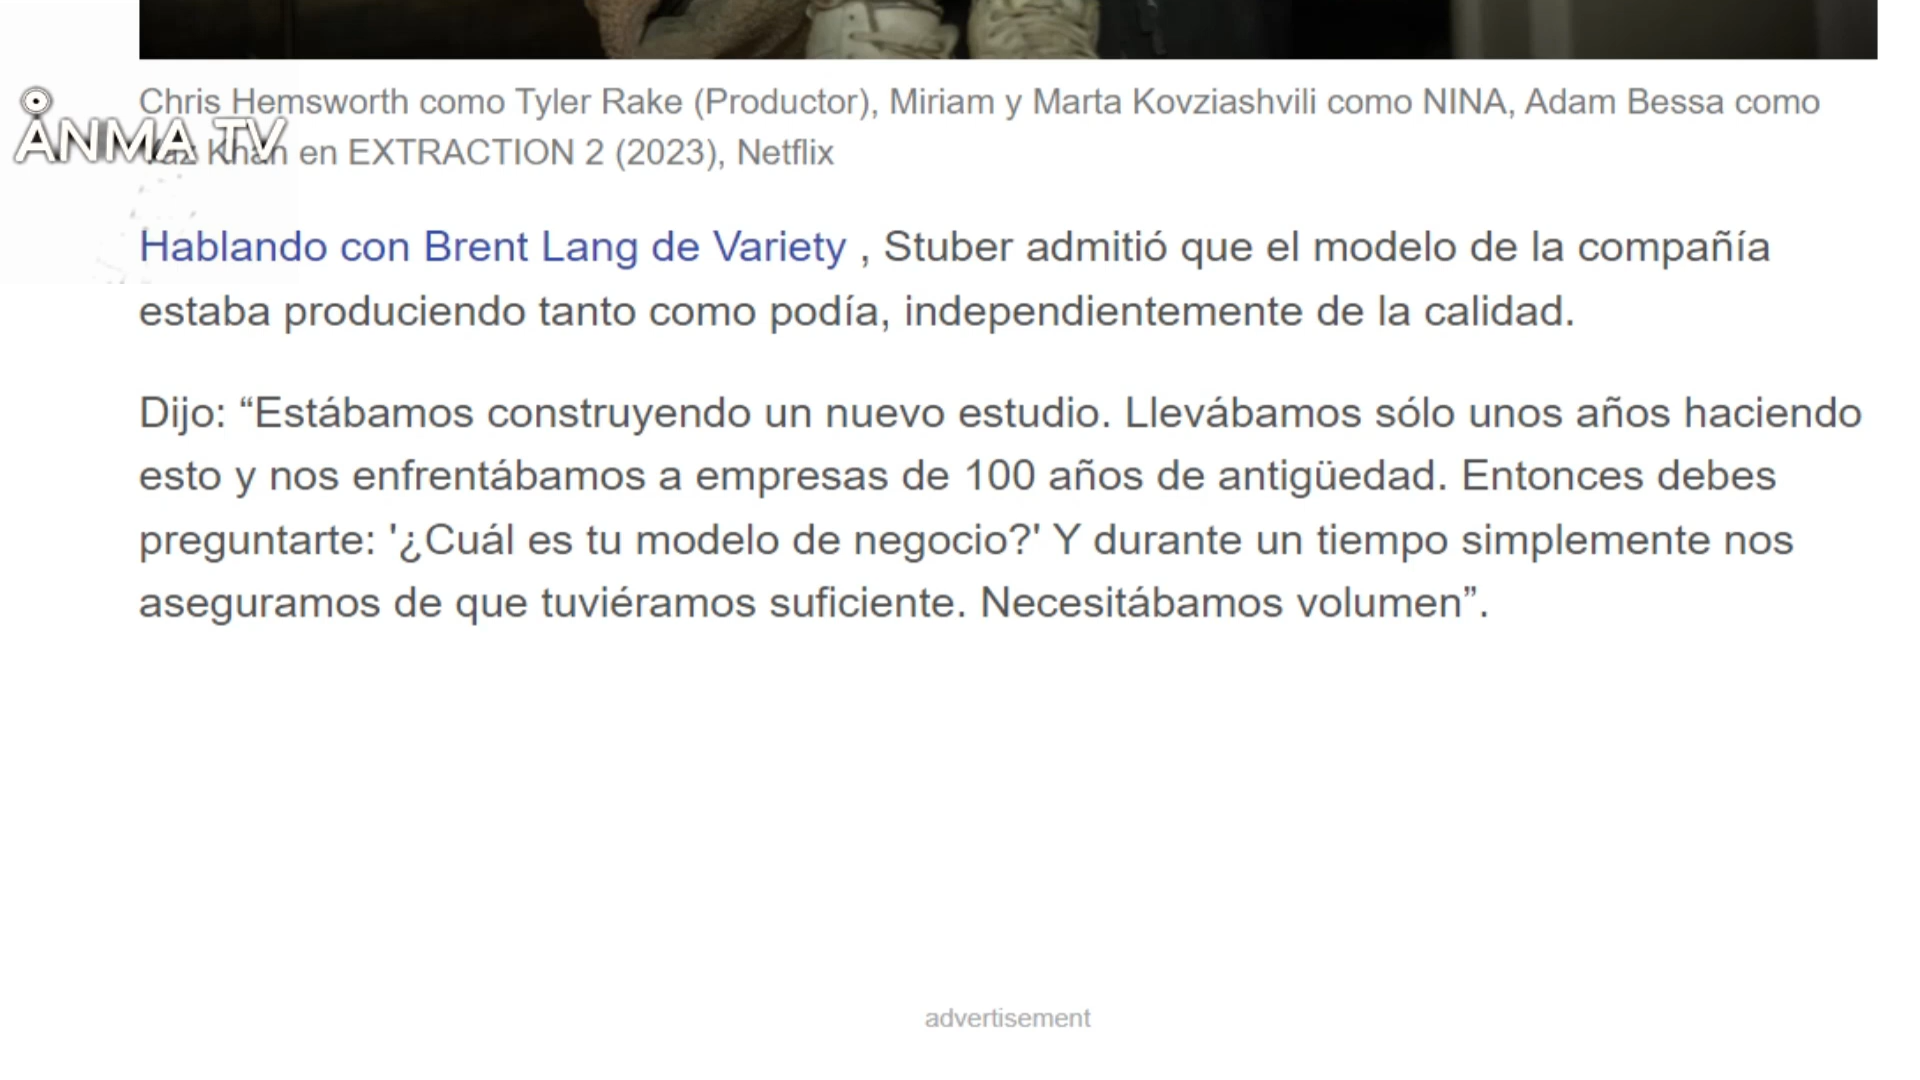 Chris Hemsworth como Tyler Rake (Productor), Miriam y Marta Kovziashvili como NINA, Adam Bessa como
ANMA TV
Khan en EXTRACTION 2 (2023), Netflix
Hablando con Brent Lang de Variety , Stuber admitió que el modelo de la compañía
estaba produciendo tanto como podía, independientemente de la calidad.
Dijo: “Estábamos construyendo un nuevo estudio. Llevábamos sólo unos años haciendo
esto y nos enfrentábamos a empresas de 100 años de antigüedad. Entonces debes
preguntarte: '¿Cuál es tu modelo de negocio?' Y durante un tiempo simplemente nos
aseguramos de que tuviéramos suficiente. Necesitábamos volumen”.
advertisement